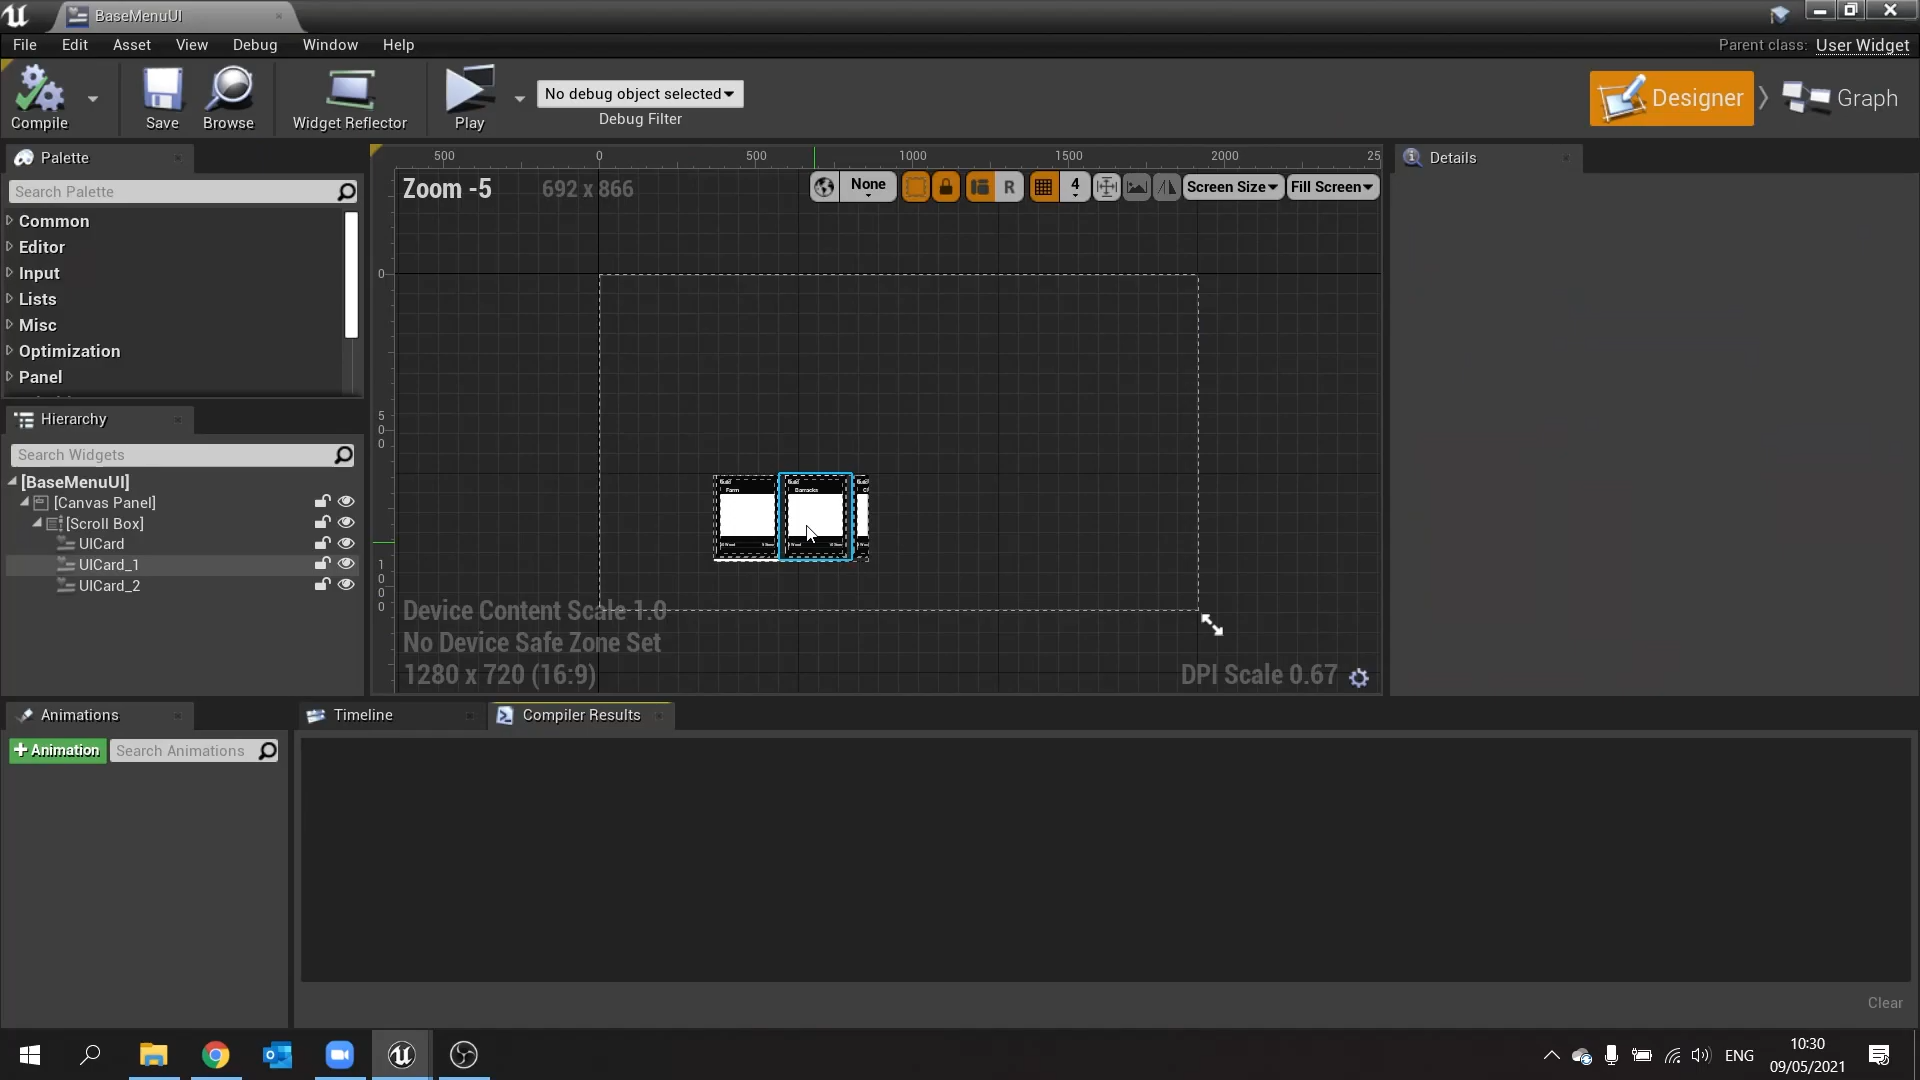 BaseMenuUI
File Edit Asset View Debug Window Help
Parent class: User Widget
Compile
Save
Browse
Widget Reflector
Play
No debug object selected
Debug Filter
Designer
Graph
Palette
Search Palette
Common
Editor
Input
Lists
Misc
Optimization
Panel
Hierarchy
Search Widgets
[BaseMenuUI]
[Canvas Panel]
[Scroll Box]
UICard
UICard_1
UICard_2
500 0 500 1000 1500 2000 25
Zoom -5
692 x 866
None
R
4
Screen Size
Fill Screen
0
500
1000
Farm
Barracks
Device Content Scale 1.0
No Device Safe Zone Set
1280 x 720 (16:9)
DPI Scale 0.67
Details
Animations
+ Animation
Search Animations
Timeline
Compiler Results
Clear
ENG
10:30
09/05/2021